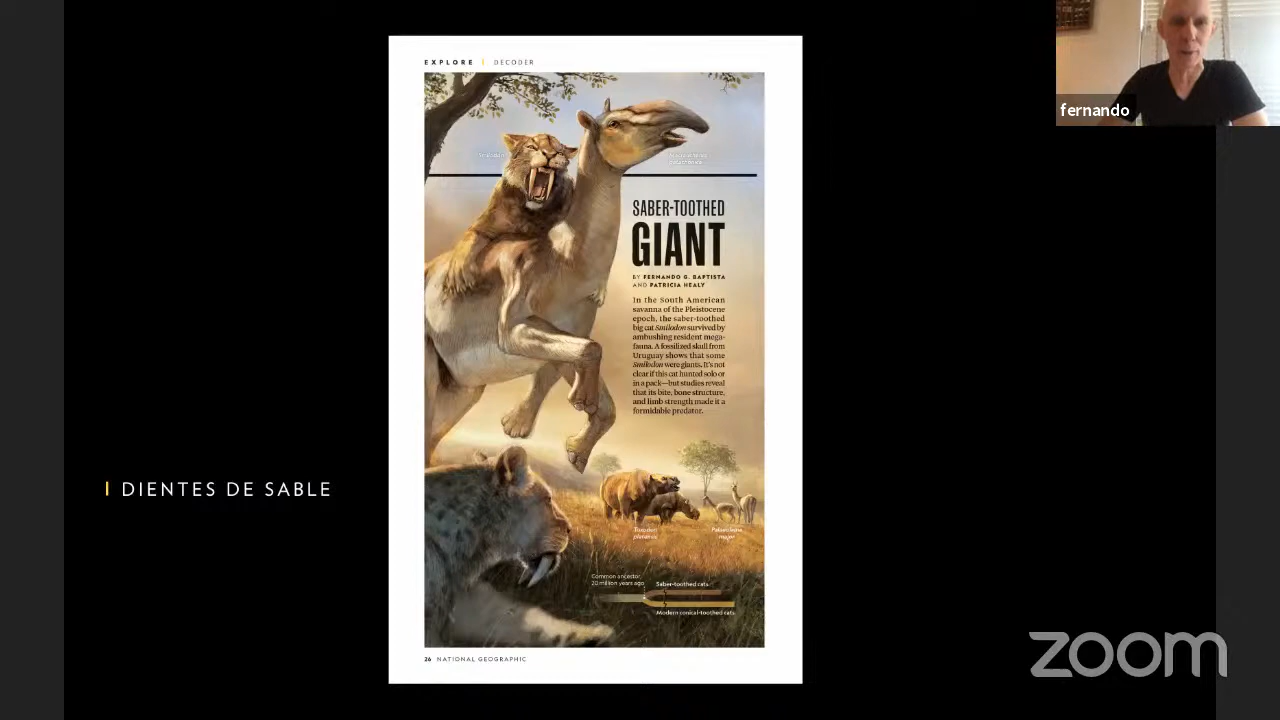 EXPLORE | DECODER
Smilodon
SABER-TOOTHED
GIANT
BY FERNANDO G. BAPTISTA
AND PATRICIA HEALY
In the South American
savanna of the Pleistocene
epoch, the saber-toothed
big cat Smilodon survived by
ambushing resident mega-
fauna. A fossilized skull from
Uruguay shows that some
Smilodon were giants. It's not
clear if this cat hunted solo or
in a pack—but studies reveal
that its bite, bone structure,
and limb strength made it a
formidable predator.
Toxodon
platensis
major
Common ancestor,
20 million years ago
Saber-toothed cats
Modern conical-toothed cats
26 NATIONAL GEOGRAPHIC
DIENTES DE SABLE
fernando
zoom